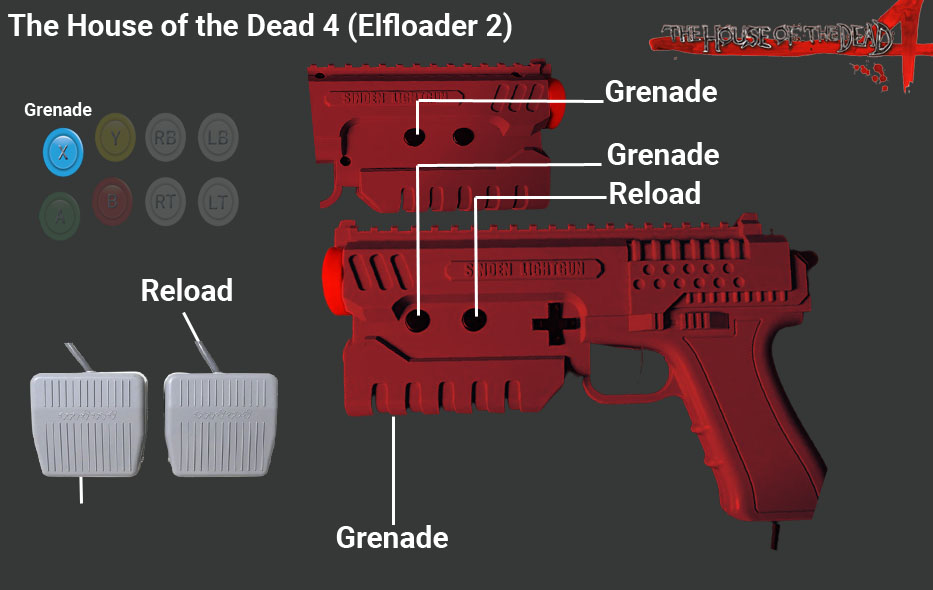 The House of the Dead 4 (Elfloader 2)
THE HOUSE OF THE DEAD 4
Grenade
X
Y
RB
LB
A
B
RT
LT
SINDEN LIGHTGUN
Grenade
Grenade
Reload
SINDEN LIGHTGUN
Reload
Grenade